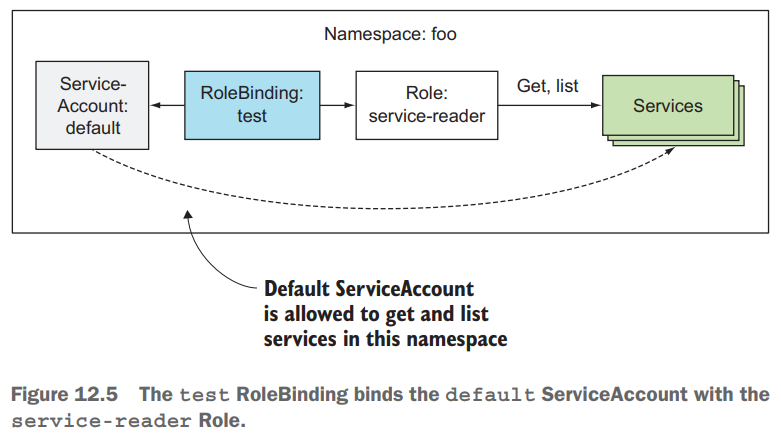 Namespace: foo
Service-
Account:
default
RoleBinding:
test
Role:
service-reader
Get, list
Services
Default ServiceAccount
is allowed to get and list
services in this namespace
Figure 12.5 The test RoleBinding binds the default ServiceAccount with the
service-reader Role.